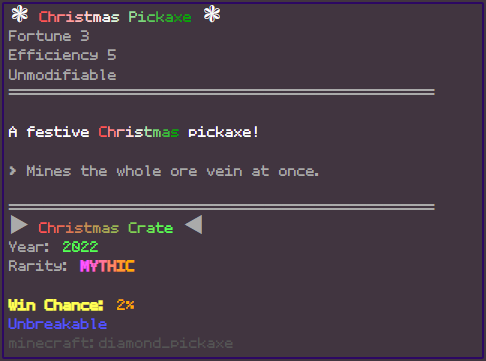 ❃ Christmas Pickaxe ❃
Fortune 3
Efficiency 5
Unmodifiable
A festive Christmas pickaxe!
> Mines the whole ore vein at once.
▶ Christmas Crate ◀
Year: 2022
Rarity: MYTHIC
Win Chance: 2%
Unbreakable
minecraft:diamond_pickaxe